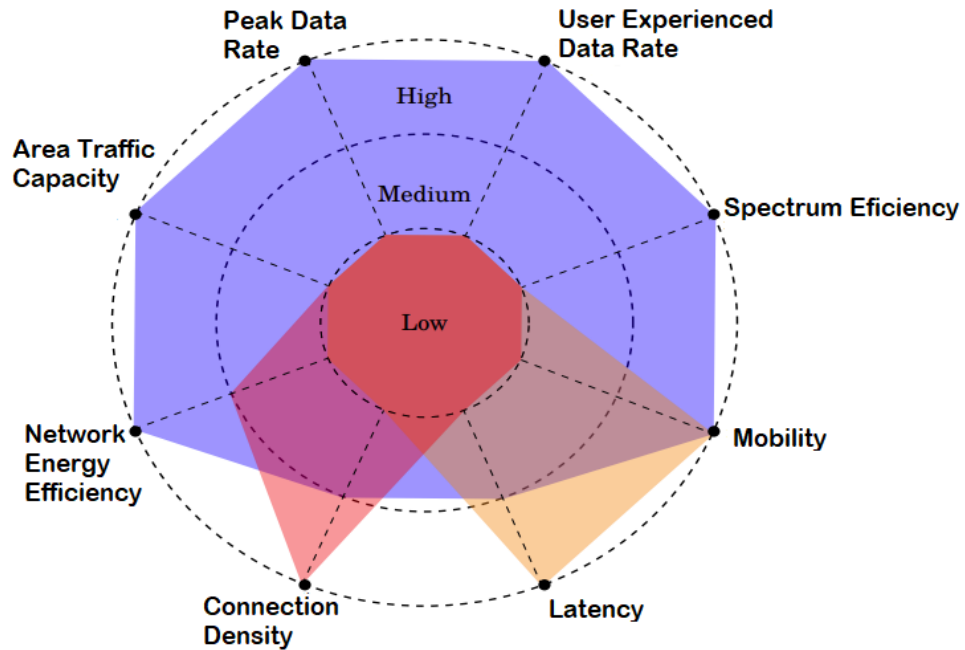 Peak Data
Rate
User Experienced
Data Rate
High
Area Traffic
Capacity
Medium
Spectrum Eficiency
Low
Network
Energy
Efficiency
Mobility
Connection
Density
Latency